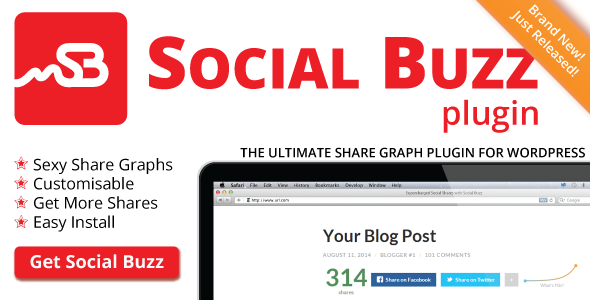 SB
SOCIAL BUZZ
plugin
Brand New!
Just Released!
THE ULTIMATE SHARE GRAPH PLUGIN FOR WORDPRESS
Sexy Share Graphs
Customisable
Get More Shares
Easy Install
Get Social Buzz
Safari File Edit View History Bookmarks Develop Window Help
http://www.url.com
Google
Your Blog Post
AUGUST 11, 2014 / BLOGGER #1 / 101 COMMENTS
314
shares
Share on Facebook
Share on Twitter
+
What's This?